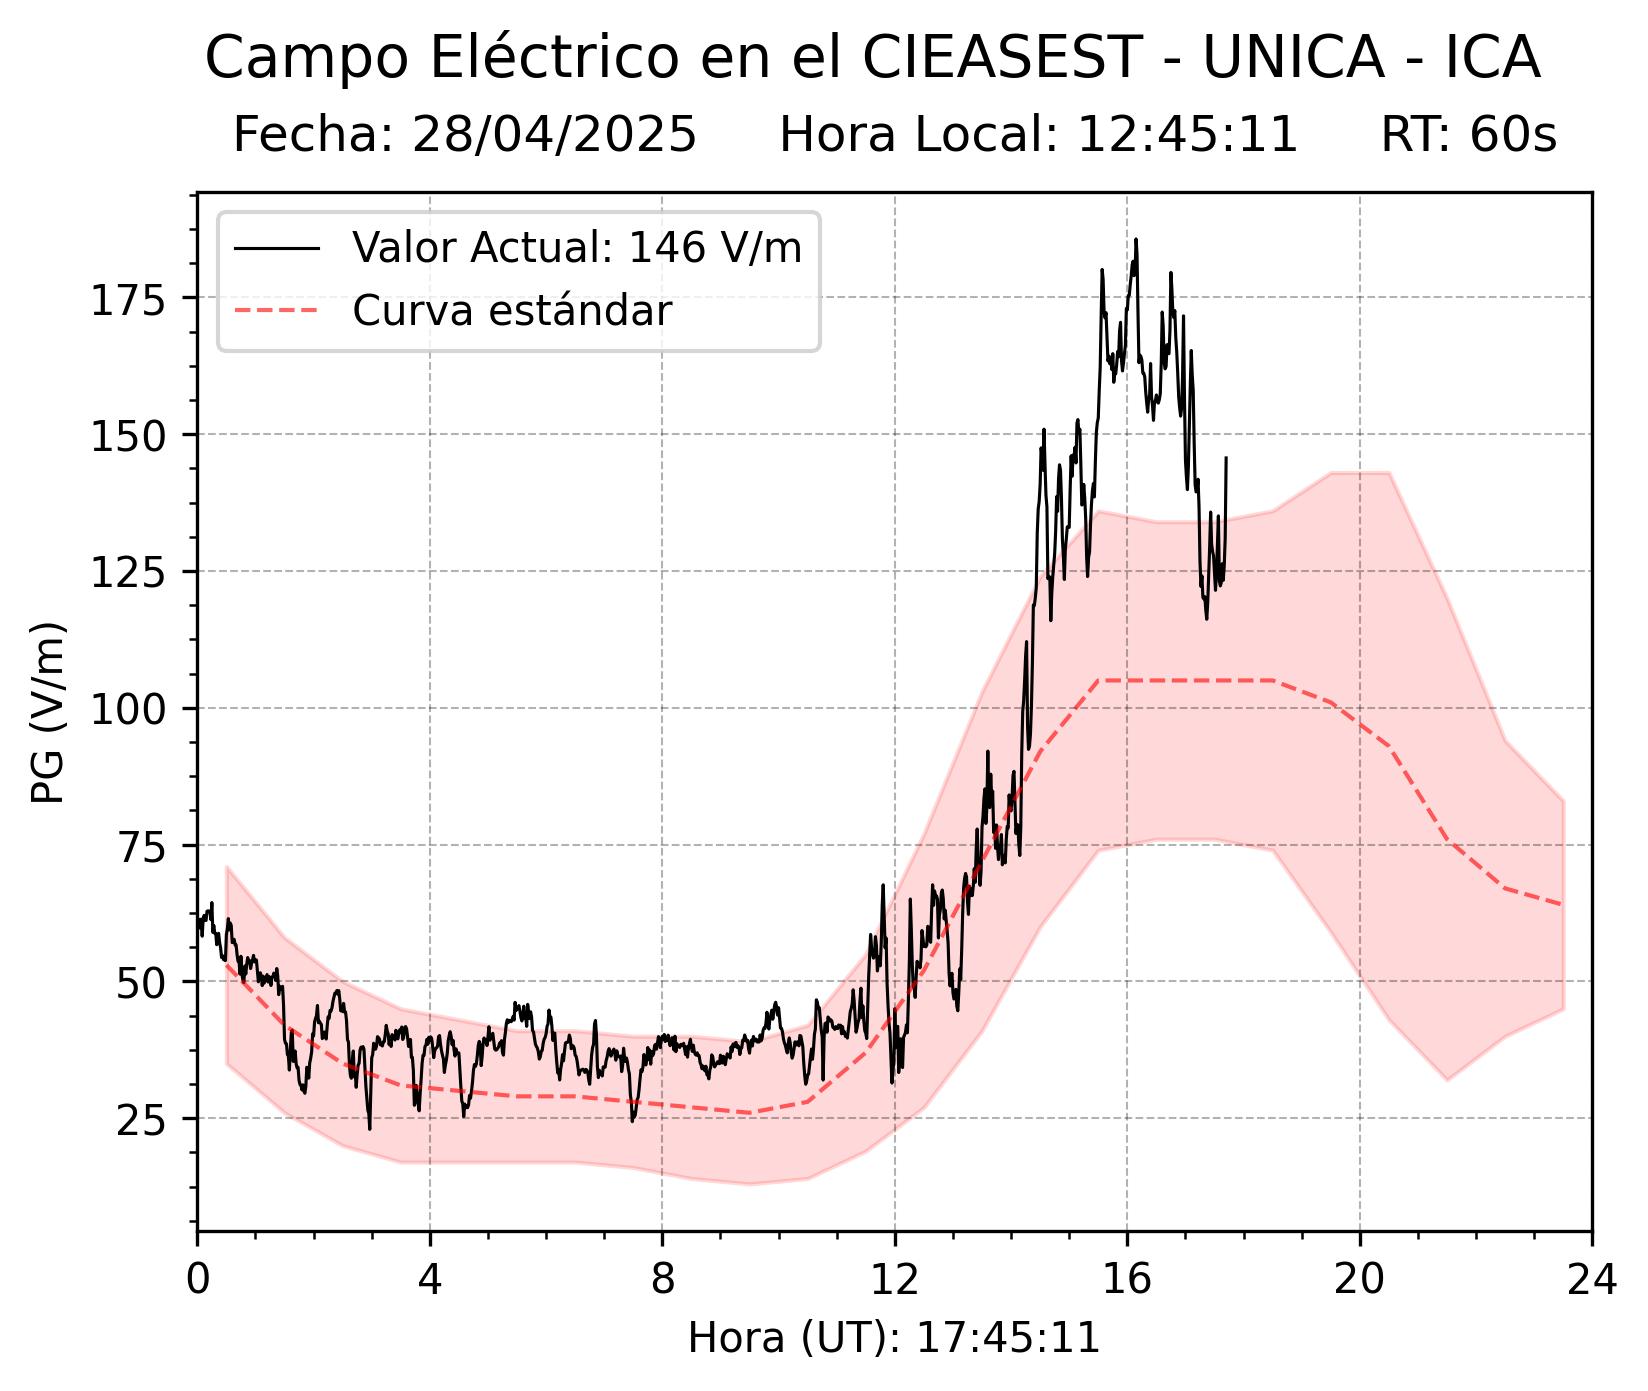 Campo Eléctrico en el CIEASEST - UNICA - ICA
Fecha: 28/04/2025 Hora Local: 12:45:11 RT: 60s
Valor Actual: 146 V/m
Curva estándar
175
150
125
100
75
50
25
PG (V/m)
0 4 8 12 16 20 24
Hora (UT): 17:45:11